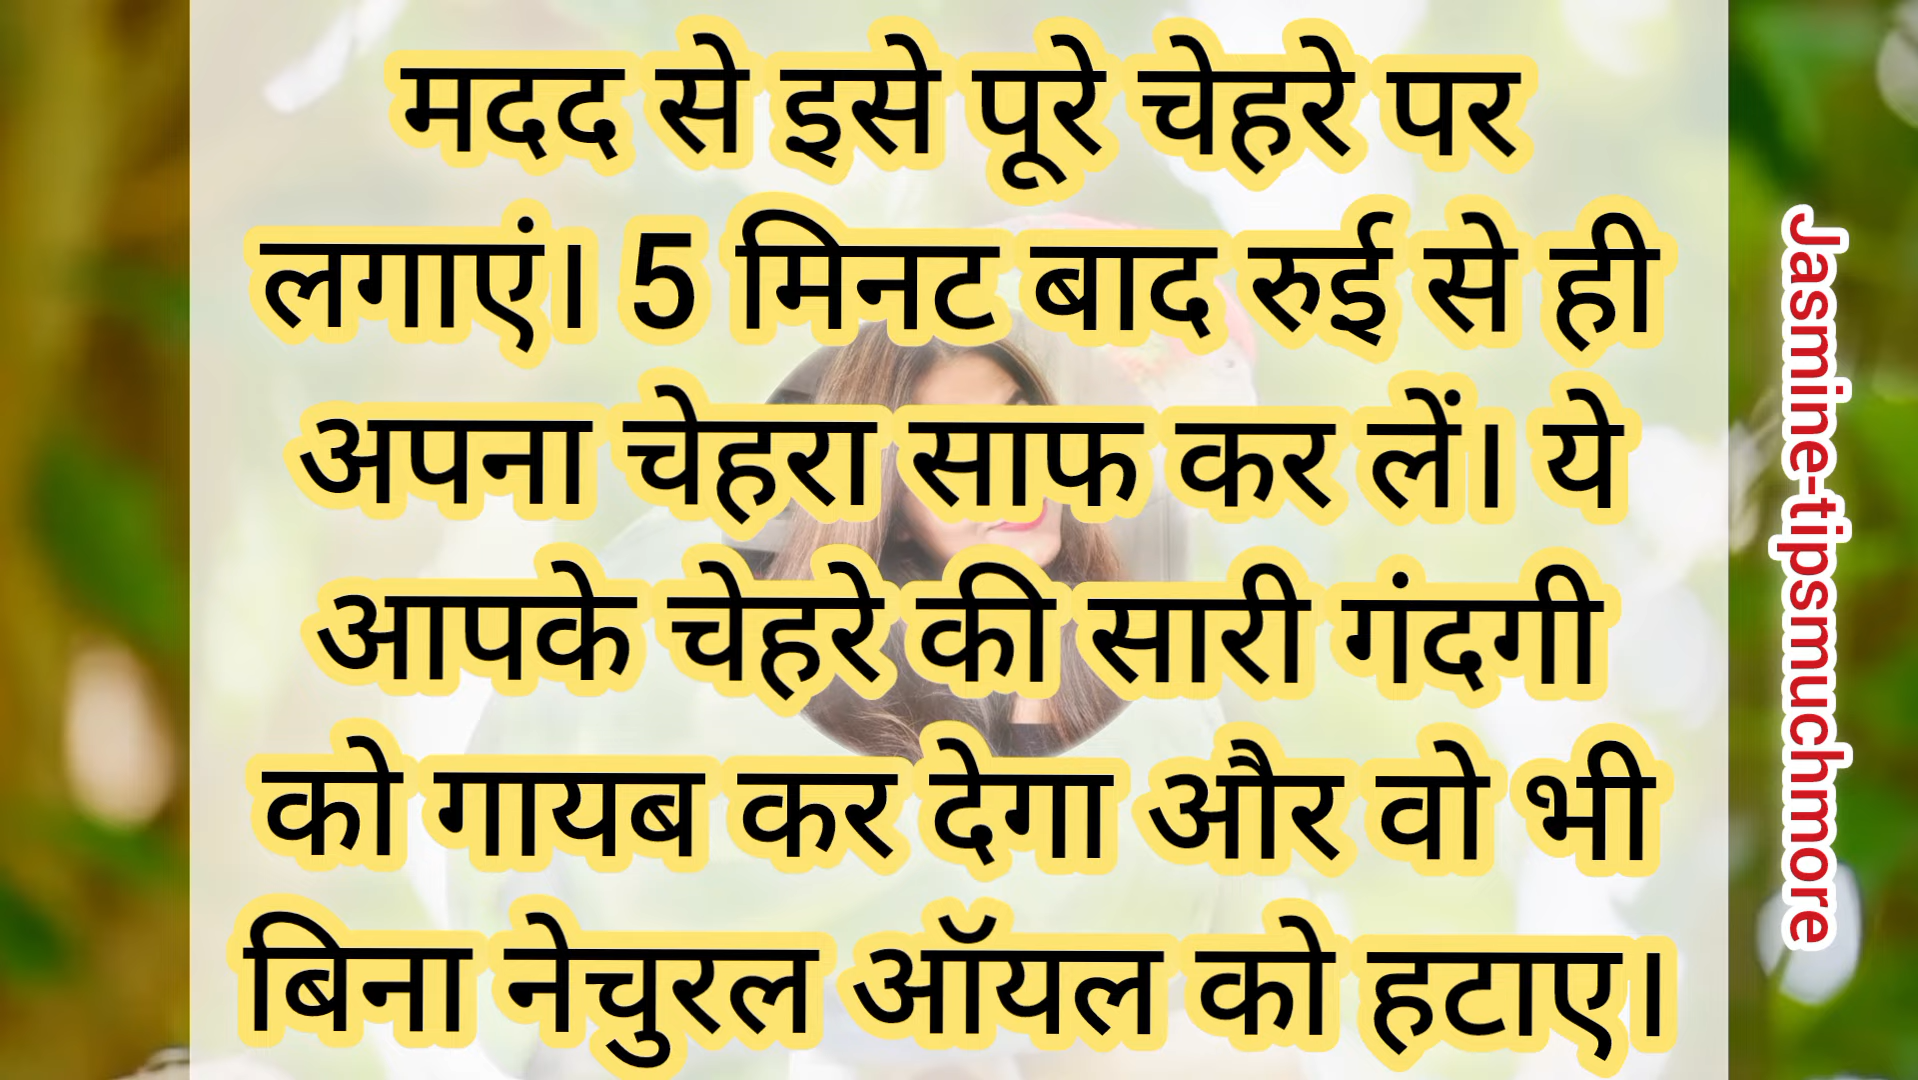 मदद से इसे पूरे चेहरे पर
लगाएं। 5 मिनट बाद रुई से ही
अपना चेहरा साफ कर लें। ये
आपके चेहरे की सारी गंदगी
को गायब कर देगा और वो भी
बिना नेचुरल ऑयल को हटाए।
Jasmine-tipsmuchmore